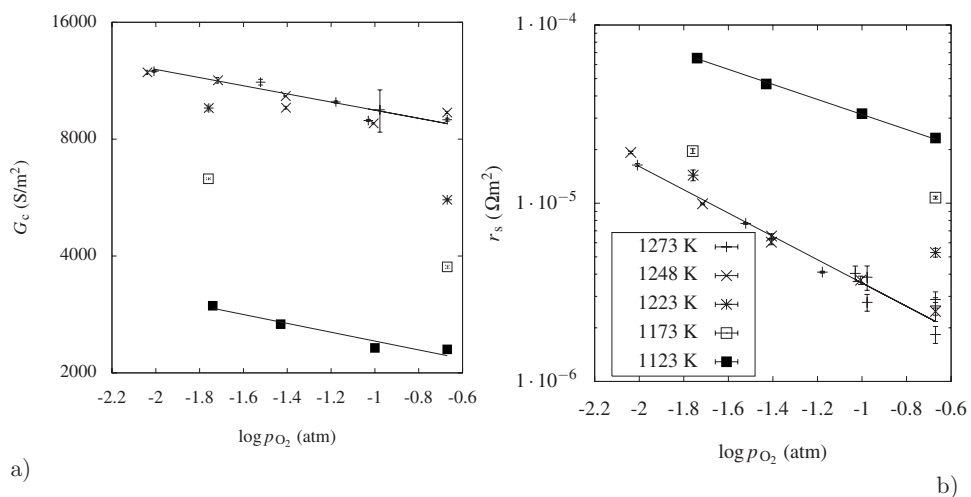 16000
8000
4000
2000
G_c (S/m²)
-2.2 -2 -1.8 -1.6 -1.4 -1.2 -1 -0.8 -0.6
log p_O₂ (atm)
a)
1·10⁻⁴
1·10⁻⁵
1·10⁻⁶
r_s (Ωm²)
1273 K
1248 K
1223 K
1173 K
1123 K
-2.2 -2 -1.8 -1.6 -1.4 -1.2 -1 -0.8 -0.6
log p_O₂ (atm)
b)